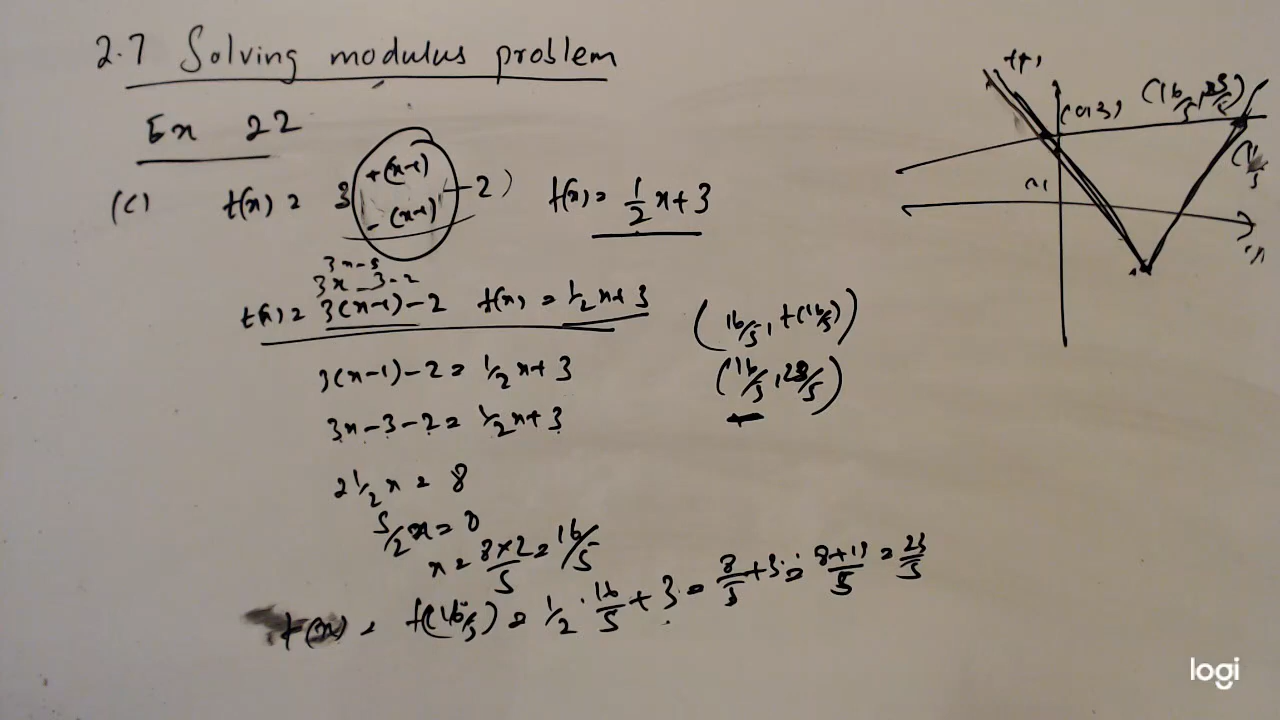 2.7 Solving modulus problem
Ex 22
(c) f(x) = 3 +(x-1) - (x-1) -2) f(x) = 1/2 x+3
3x-3-2
f(x) = 3(x-1)-2 f(x) = 1/2 x+3
3(x-1)-2 = 1/2 x+3
3x-3-2 = 1/2 x+3
2 1/2 x = 8
5/2 x = 8
x = 8×2/5 = 16/5
f(x) = f(16/5) = 1/2 · 16/5 + 3 = 8/5 + 3 = 8+15/5 = 23/5
(16/5, f(16/5))
(16/5, 23/5)
(0,3)
(16/5, 23/5)
logi